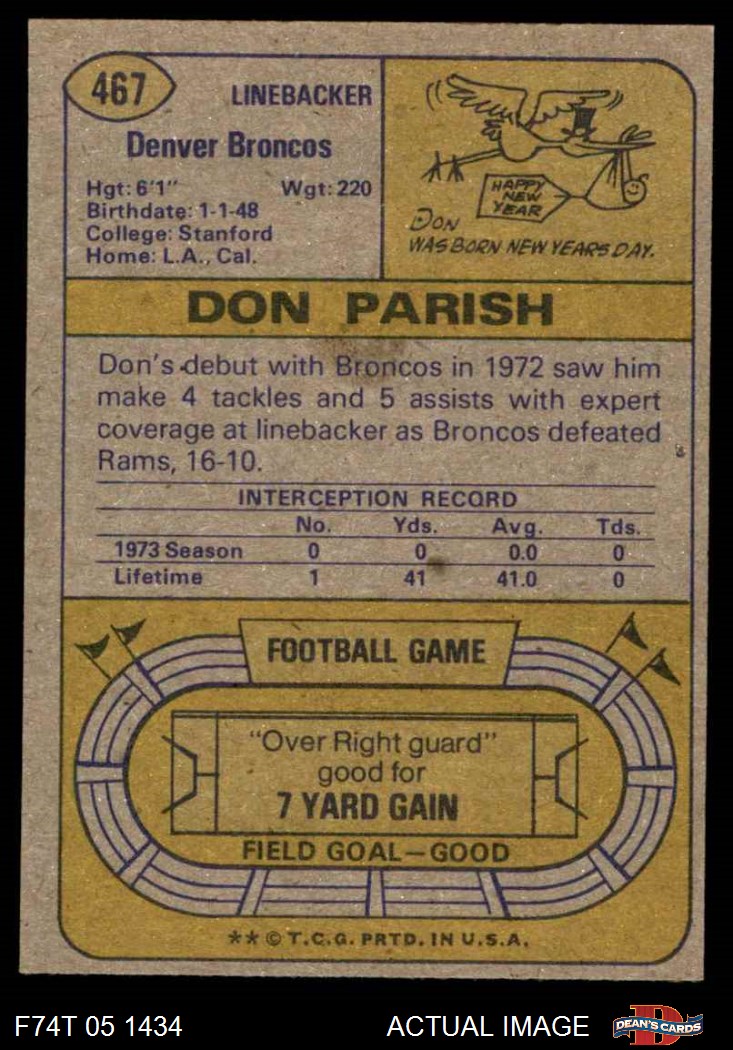 467
LINEBACKER
Denver Broncos
Hgt: 6'1" Wgt: 220
Birthdate: 1-1-48
College: Stanford
Home: L.A., Cal.
HAPPY
NEW
YEAR
DON
WAS BORN NEW YEARS DAY.
DON PARISH
Don's debut with Broncos in 1972 saw him
make 4 tackles and 5 assists with expert
coverage at linebacker as Broncos defeated
Rams, 16-10.
INTERCEPTION RECORD
No. Yds. Avg. Tds.
1973 Season 0 0 0.0 0
Lifetime 1 41 41.0 0
FOOTBALL GAME
"Over Right guard"
good for
7 YARD GAIN
FIELD GOAL—GOOD
** © T.C.G. PRTD. IN U.S.A.
F74T 05 1434 ACTUAL IMAGE
D
DEAN'S CARDS